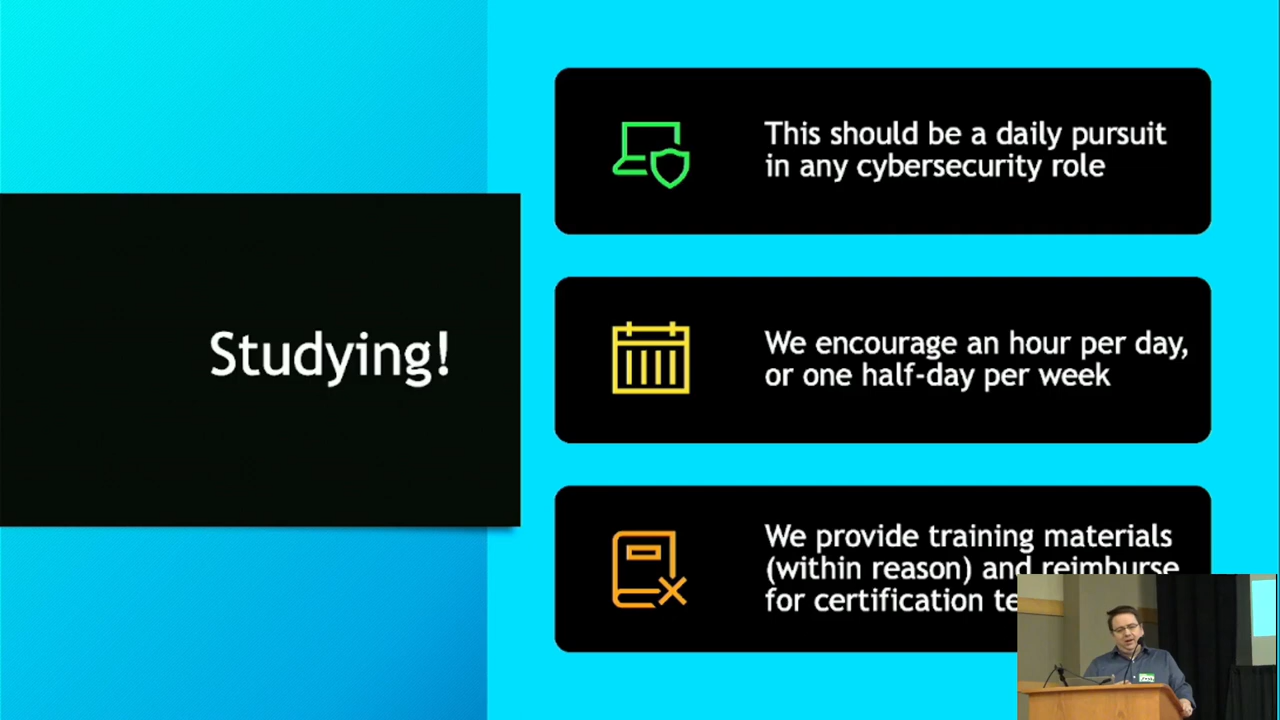 Studying!
This should be a daily pursuit
in any cybersecurity role
We encourage an hour per day,
or one half-day per week
We provide training materials
(within reason) and reimburse
for certification